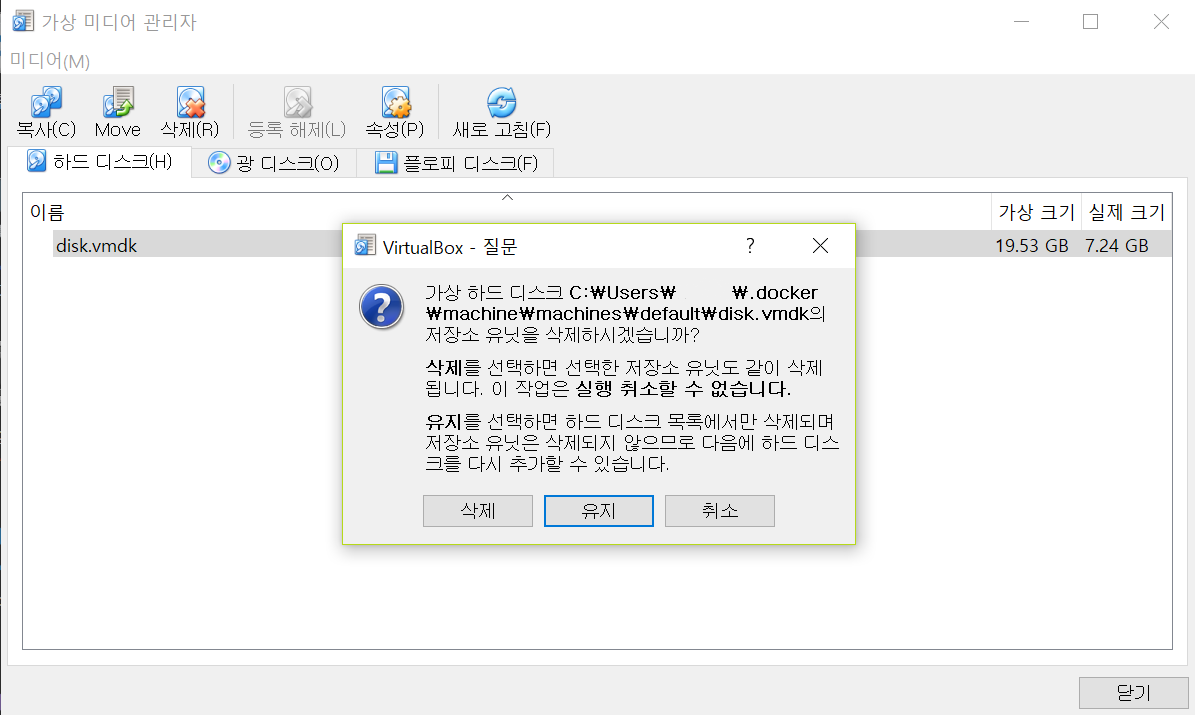 가상 미디어 관리자
미디어(M)
복사(C) Move 삭제(R) 등록 해제(L) 속성(P) 새로 고침(F)
하드 디스크(H) 광 디스크(O) 플로피 디스크(F)
이름 가상 크기 실제 크기
disk.vmdk 19.53 GB 7.24 GB
VirtualBox - 질문
가상 하드 디스크 C:₩Users₩ ₩.docker
₩machine₩machines₩default₩disk.vmdk의
저장소 유닛을 삭제하시겠습니까?
삭제를 선택하면 선택한 저장소 유닛도 같이 삭제
됩니다. 이 작업은 실행 취소할 수 없습니다.
유지를 선택하면 하드 디스크 목록에서만 삭제되며
저장소 유닛은 삭제되지 않으므로 다음에 하드 디스
크를 다시 추가할 수 있습니다.
삭제 유지 취소
닫기